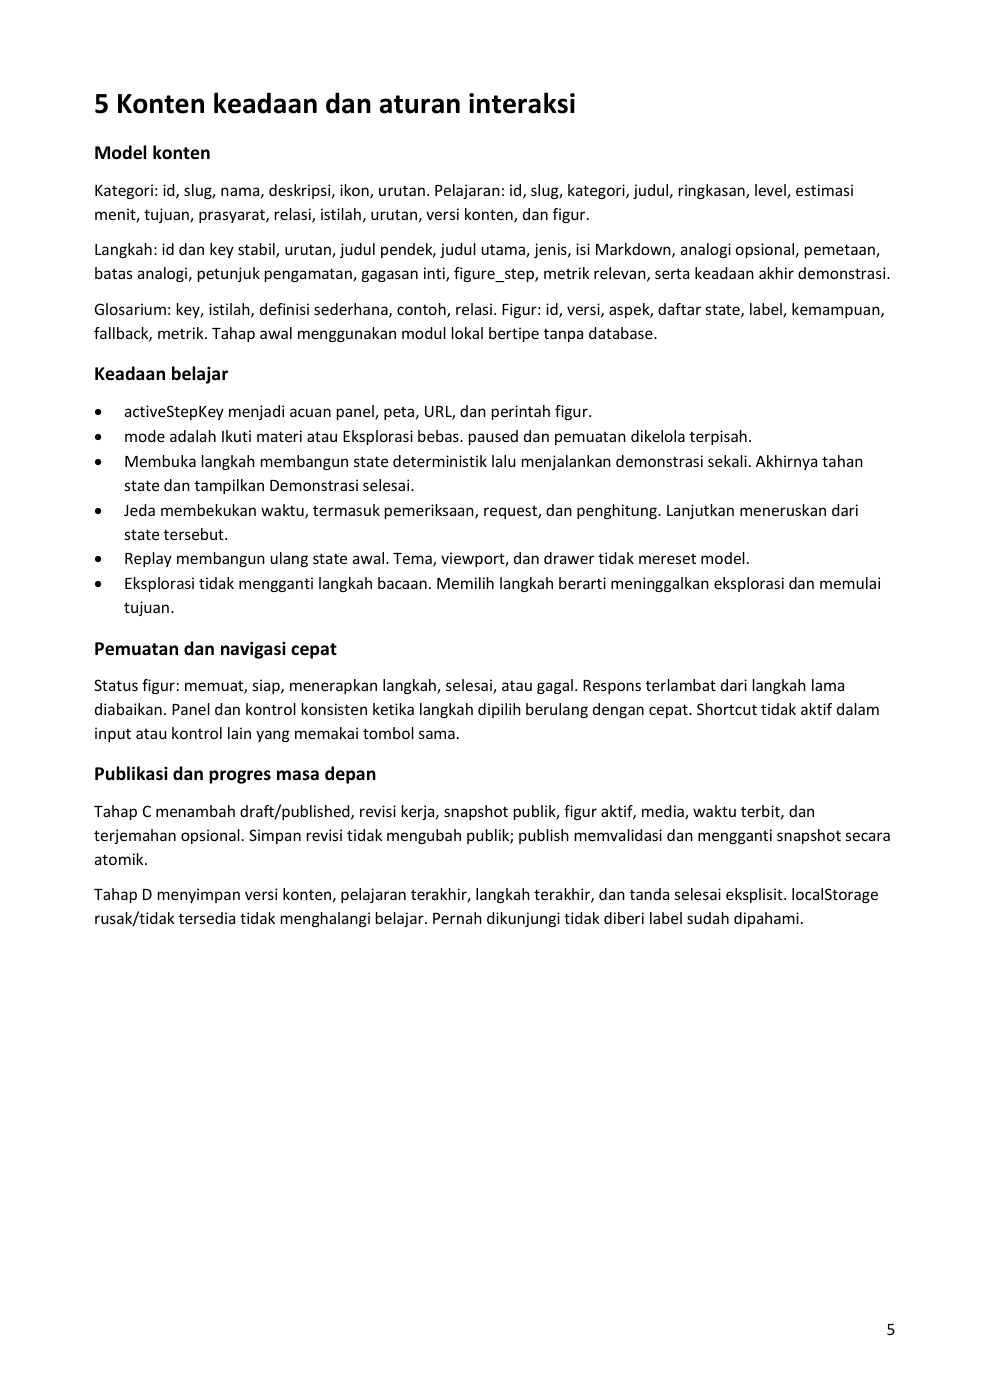 5 Konten keadaan dan aturan interaksi
Model konten
Kategori: id, slug, nama, deskripsi, ikon, urutan. Pelajaran: id, slug, kategori, judul, ringkasan, level, estimasi
menit, tujuan, prasyarat, relasi, istilah, urutan, versi konten, dan figur.
Langkah: id dan key stabil, urutan, judul pendek, judul utama, jenis, isi Markdown, analogi opsional, pemetaan,
batas analogi, petunjuk pengamatan, gagasan inti, figure_step, metrik relevan, serta keadaan akhir demonstrasi.
Glosarium: key, istilah, definisi sederhana, contoh, relasi. Figur: id, versi, aspek, daftar state, label, kemampuan,
fallback, metrik. Tahap awal menggunakan modul lokal bertipe tanpa database.
Keadaan belajar
• activeStepKey menjadi acuan panel, peta, URL, dan perintah figur.
• mode adalah Ikuti materi atau Eksplorasi bebas. paused dan pemuatan dikelola terpisah.
• Membuka langkah membangun state deterministik lalu menjalankan demonstrasi sekali. Akhirnya tahan
state dan tampilkan Demonstrasi selesai.
• Jeda membekukan waktu, termasuk pemeriksaan, request, dan penghitung. Lanjutkan meneruskan dari
state tersebut.
• Replay membangun ulang state awal. Tema, viewport, dan drawer tidak mereset model.
• Eksplorasi tidak mengganti langkah bacaan. Memilih langkah berarti meninggalkan eksplorasi dan memulai
tujuan.
Pemuatan dan navigasi cepat
Status figur: memuat, siap, menerapkan langkah, selesai, atau gagal. Respons terlambat dari langkah lama
diabaikan. Panel dan kontrol konsisten ketika langkah dipilih berulang dengan cepat. Shortcut tidak aktif dalam
input atau kontrol lain yang memakai tombol sama.
Publikasi dan progres masa depan
Tahap C menambah draft/published, revisi kerja, snapshot publik, figur aktif, media, waktu terbit, dan
terjemahan opsional. Simpan revisi tidak mengubah publik; publish memvalidasi dan mengganti snapshot secara
atomik.
Tahap D menyimpan versi konten, pelajaran terakhir, langkah terakhir, dan tanda selesai eksplisit. localStorage
rusak/tidak tersedia tidak menghalangi belajar. Pernah dikunjungi tidak diberi label sudah dipahami.
5